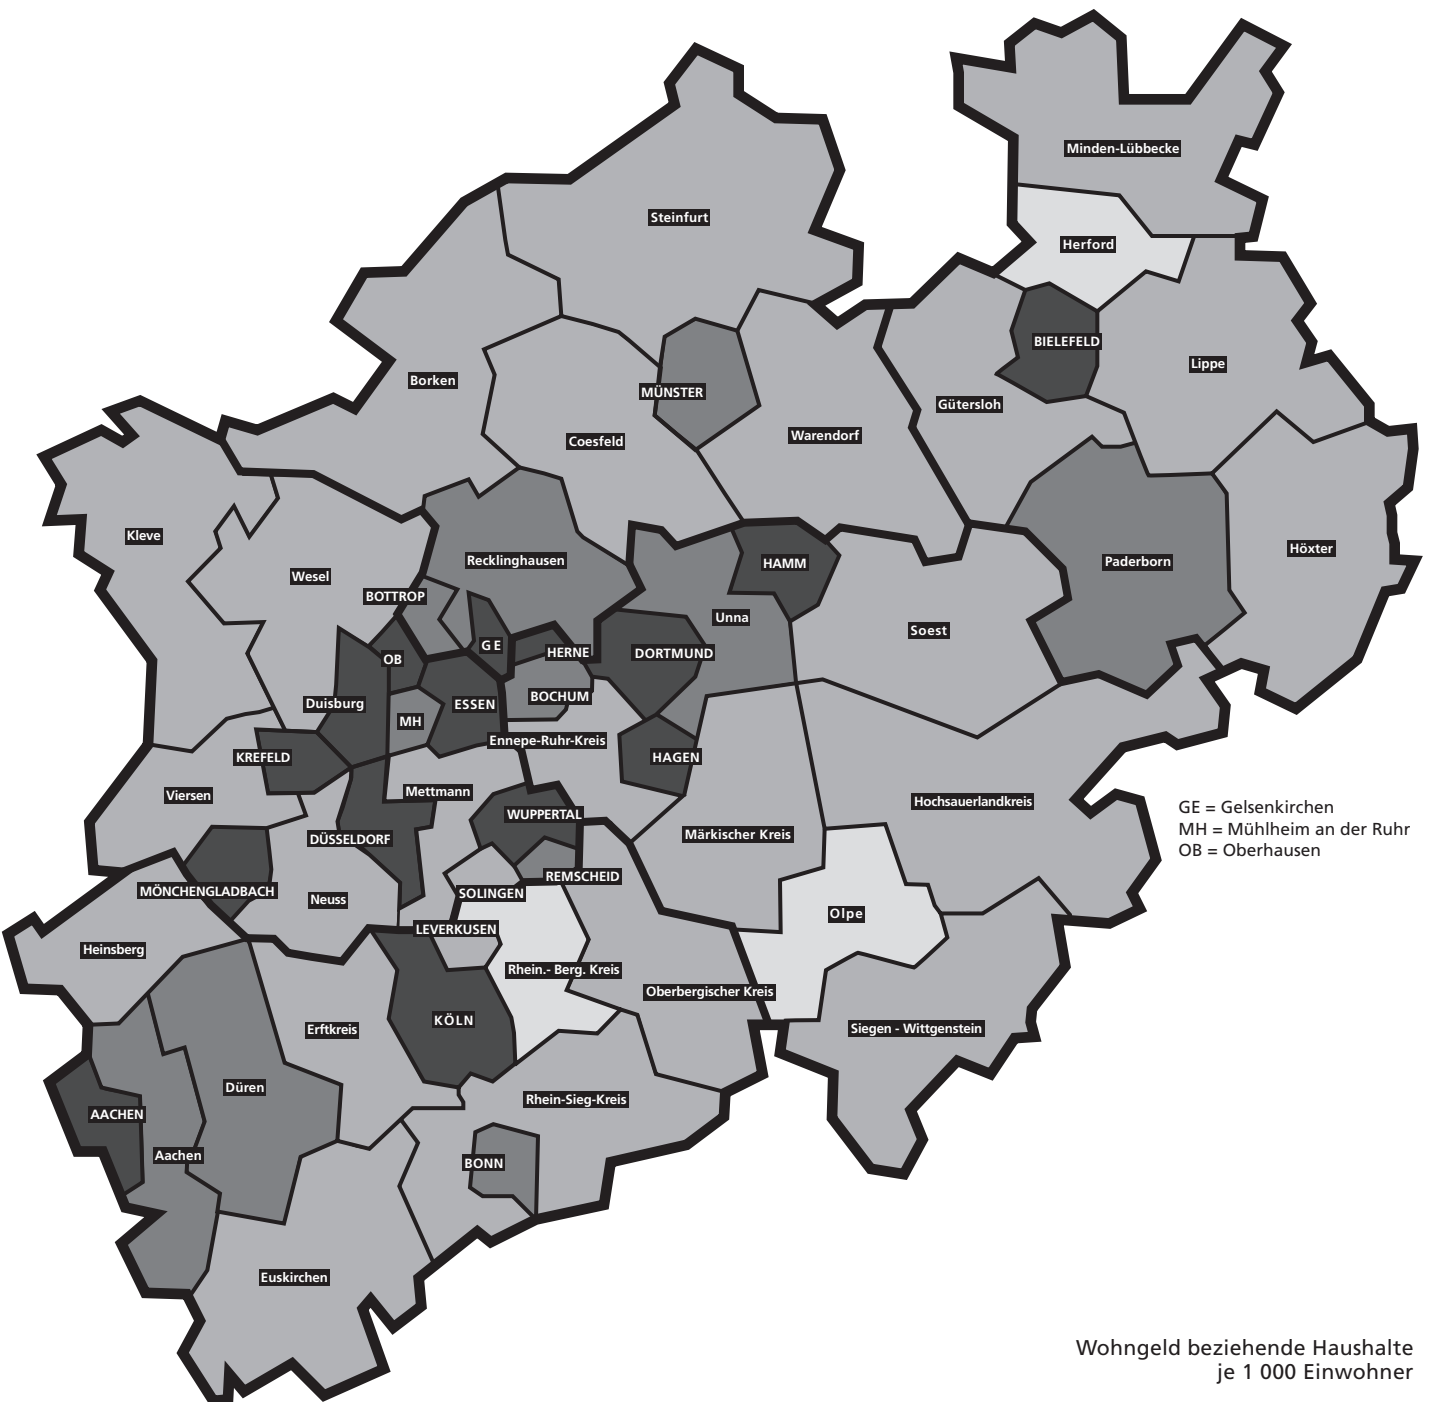 Minden-Lübbecke
Steinfurt
Herford
BIELEFELD
Lippe
Borken
MÜNSTER
Gütersloh
Coesfeld
Warendorf
Kleve
Recklinghausen
HAMM
Paderborn
Höxter
Wesel
BOTTROP
Unna
Soest
GE
HERNE
DORTMUND
OB
BOCHUM
Duisburg
ESSEN
MH
Ennepe-Ruhr-Kreis
KREFELD
HAGEN
Viersen
Mettmann
Hochsauerlandkreis
GE = Gelsenkirchen
MH = Mühlheim an der Ruhr
OB = Oberhausen
WUPPERTAL
DÜSSELDORF
Märkischer Kreis
REMSCHEID
MÖNCHENGLADBACH
SOLINGEN
Neuss
Olpe
LEVERKUSEN
Heinsberg
Rhein.- Berg. Kreis
Oberbergischer Kreis
KÖLN
Erftkreis
Siegen - Wittgenstein
Düren
Rhein-Sieg-Kreis
AACHEN
Aachen
BONN
Euskirchen
Wohngeld beziehende Haushalte
je 1 000 Einwohner